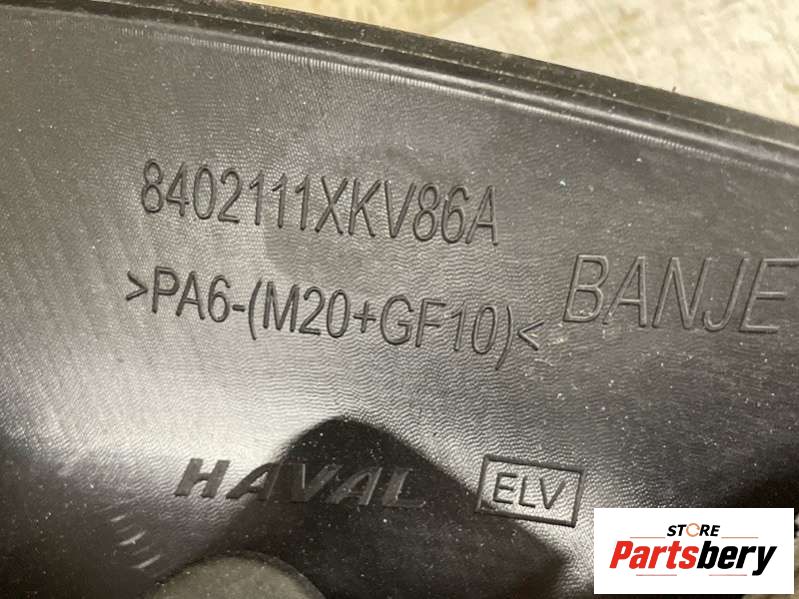 8402111XKV86A
>PA6-(M20+GF10)<
BANJE
HAVAL
ELV
STORE
Partsbery